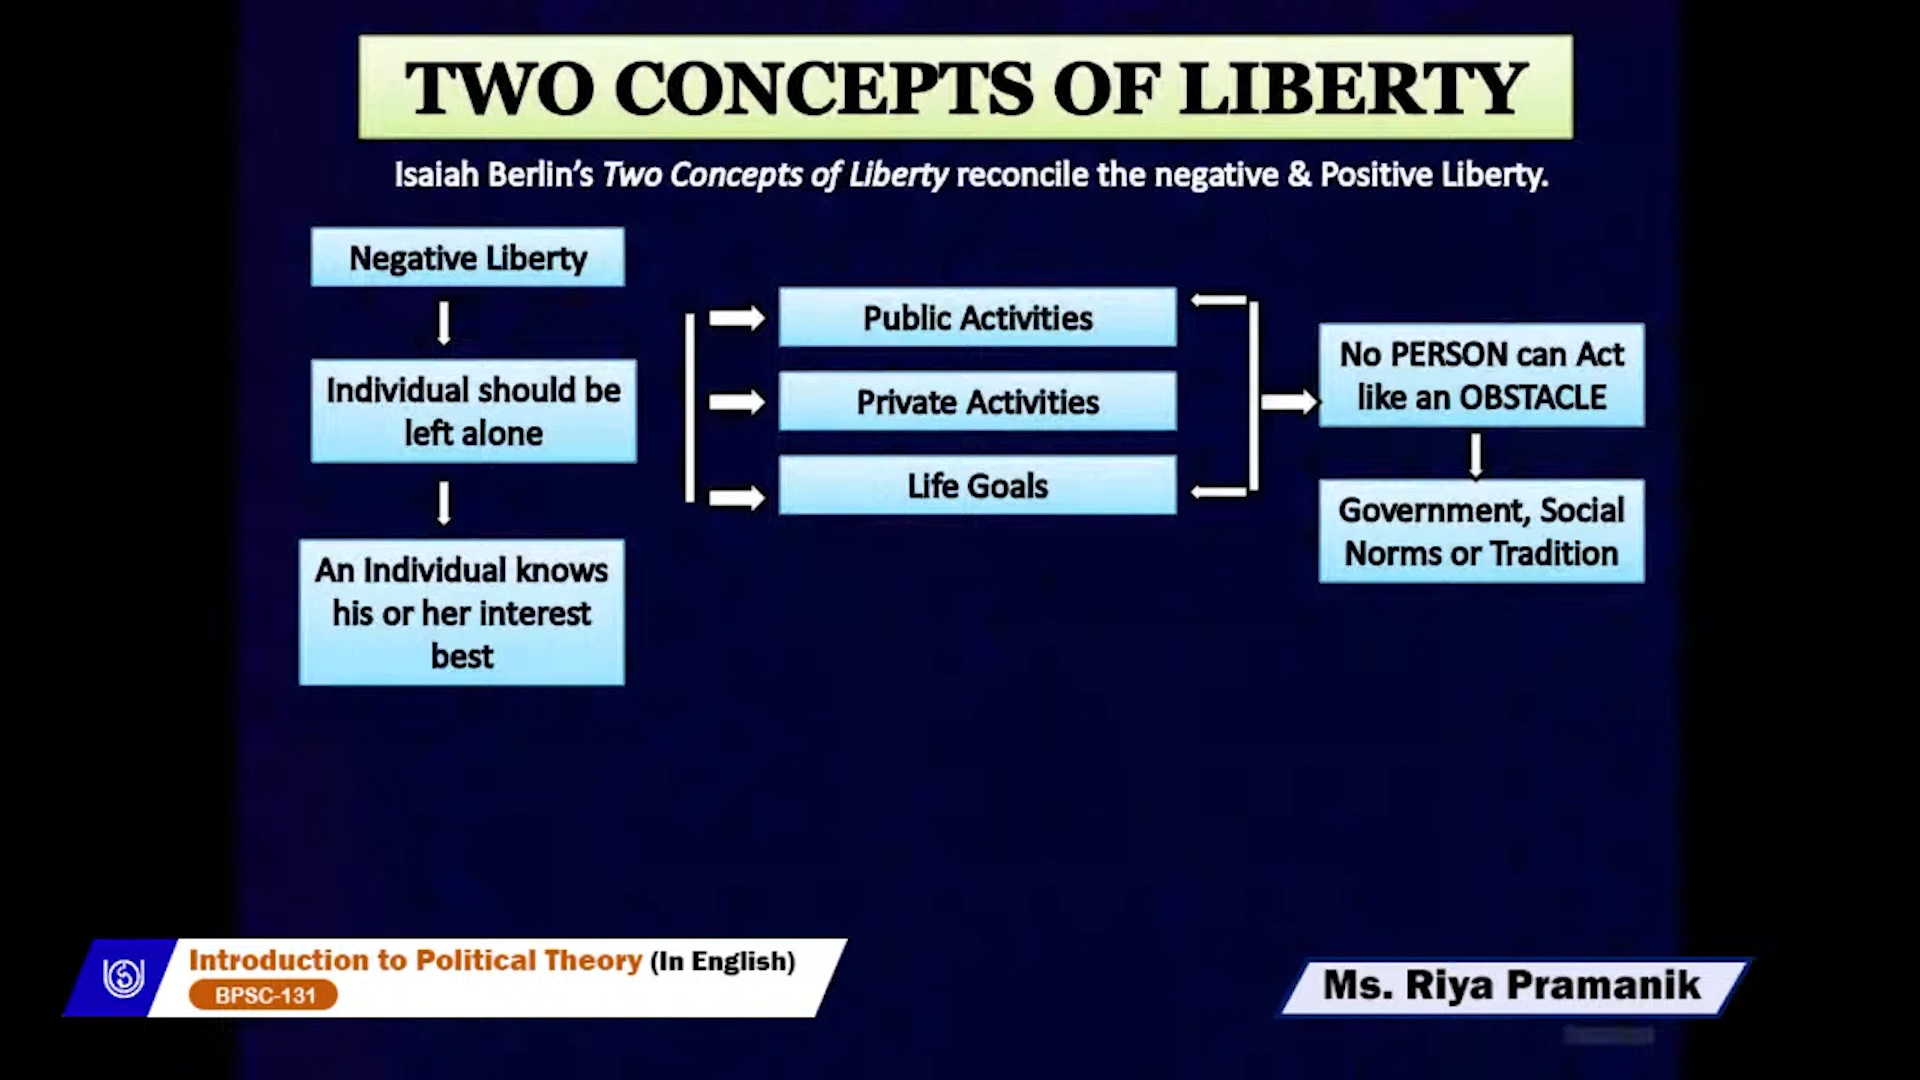 TWO CONCEPTS OF LIBERTY
Isaiah Berlin's Two Concepts of Liberty reconcile the negative & Positive Liberty.
Negative Liberty
Individual should be
left alone
An Individual knows
his or her interest
best
Public Activities
Private Activities
Life Goals
No PERSON can Act
like an OBSTACLE
Government, Social
Norms or Tradition
Introduction to Political Theory (In English)
BPSC-131
Ms. Riya Pramanik